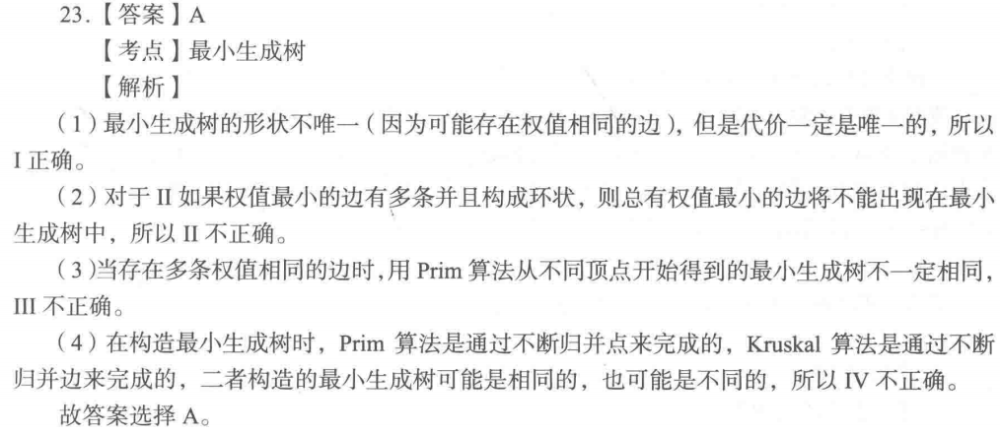 23.【答案】A
【考点】最小生成树
【解析】
（1）最小生成树的形状不唯一（因为可能存在权值相同的边），但是代价一定是唯一的，所以
I 正确。
（2）对于 II 如果权值最小的边有多条并且构成环状，则总有权值最小的边将不能出现在最小
生成树中，所以 II 不正确。
（3）当存在多条权值相同的边时，用 Prim 算法从不同顶点开始得到的最小生成树不一定相同，
III 不正确。
（4）在构造最小生成树时，Prim 算法是通过不断归并点来完成的，Kruskal 算法是通过不断
归并边来完成的，二者构造的最小生成树可能是相同的，也可能是不同的，所以 IV 不正确。
故答案选择 A。